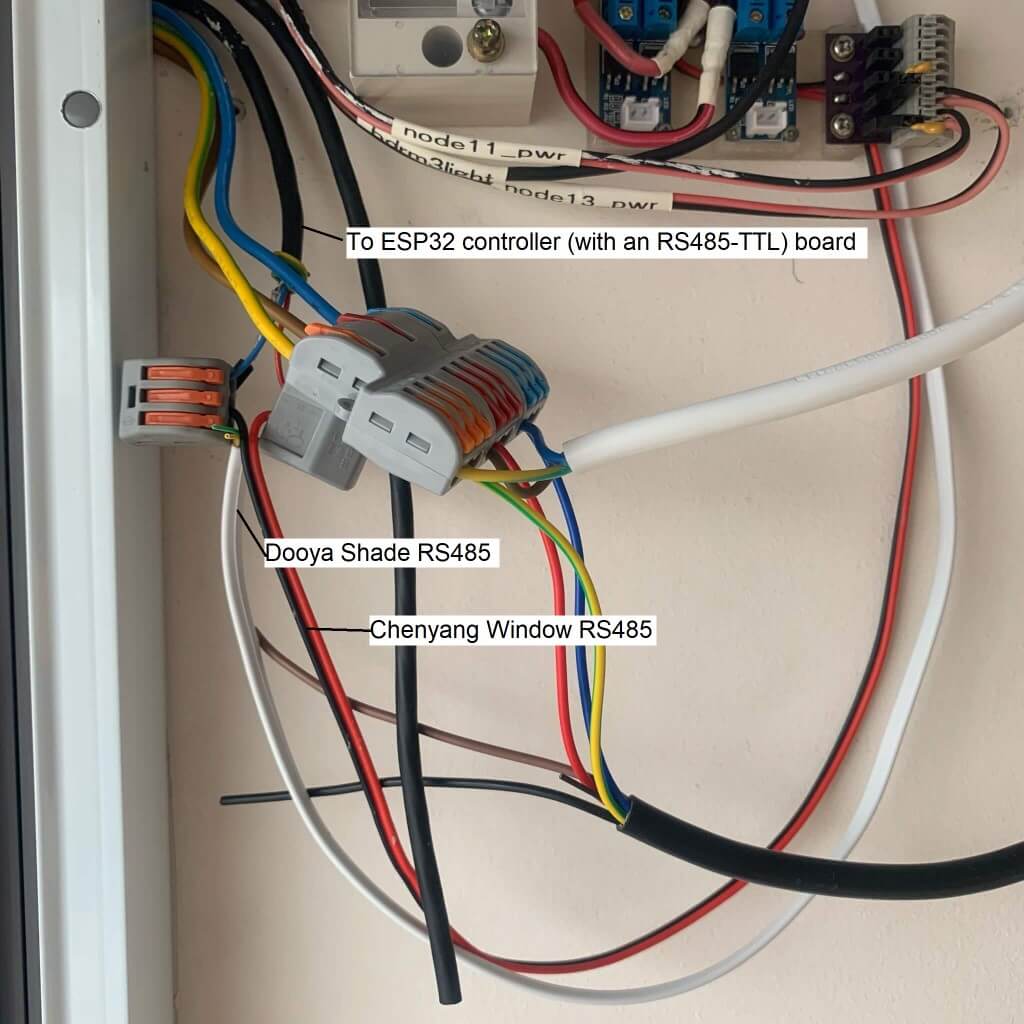 node11_pwr
bdrm3light
node13_pwr
To ESP32 controller (with an RS485-TTL) board
Dooya Shade RS485
Chenyang Window RS485